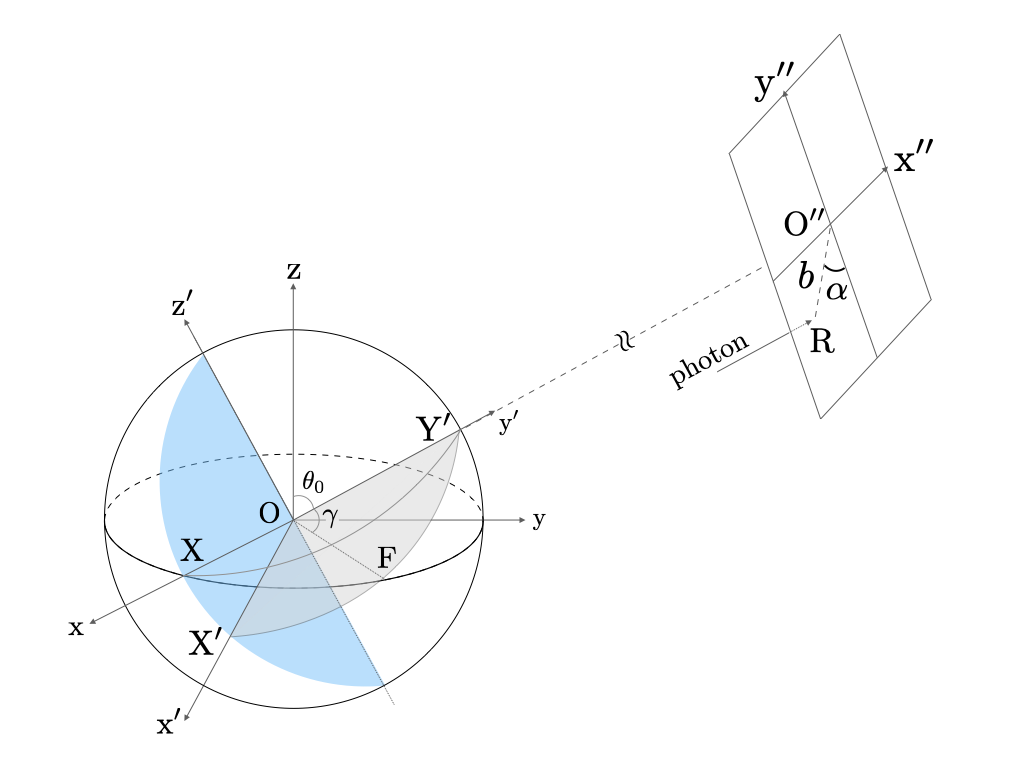 y″
x″
O″
b
α
R
photon
z
z′
Y′
y′
θ₀
O
γ
y
F
X
x
X′
x′